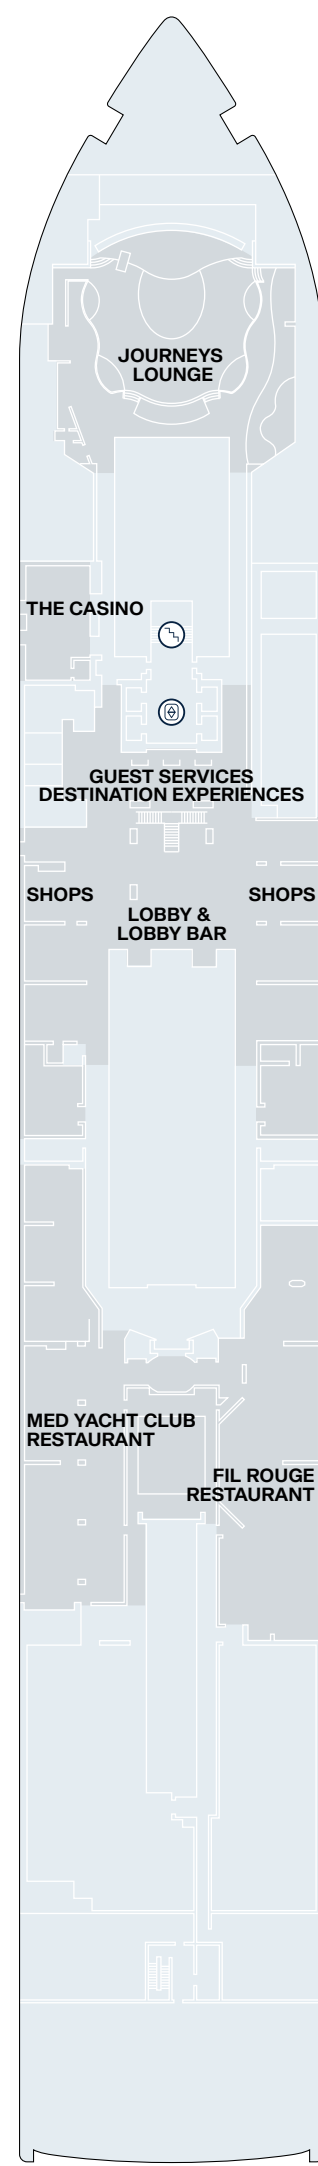 JOURNEYS
LOUNGE
THE CASINO
GUEST SERVICES
DESTINATION EXPERIENCES
SHOPS
SHOPS
LOBBY &
LOBBY BAR
MED YACHT CLUB
RESTAURANT
FIL ROUGE
RESTAURANT